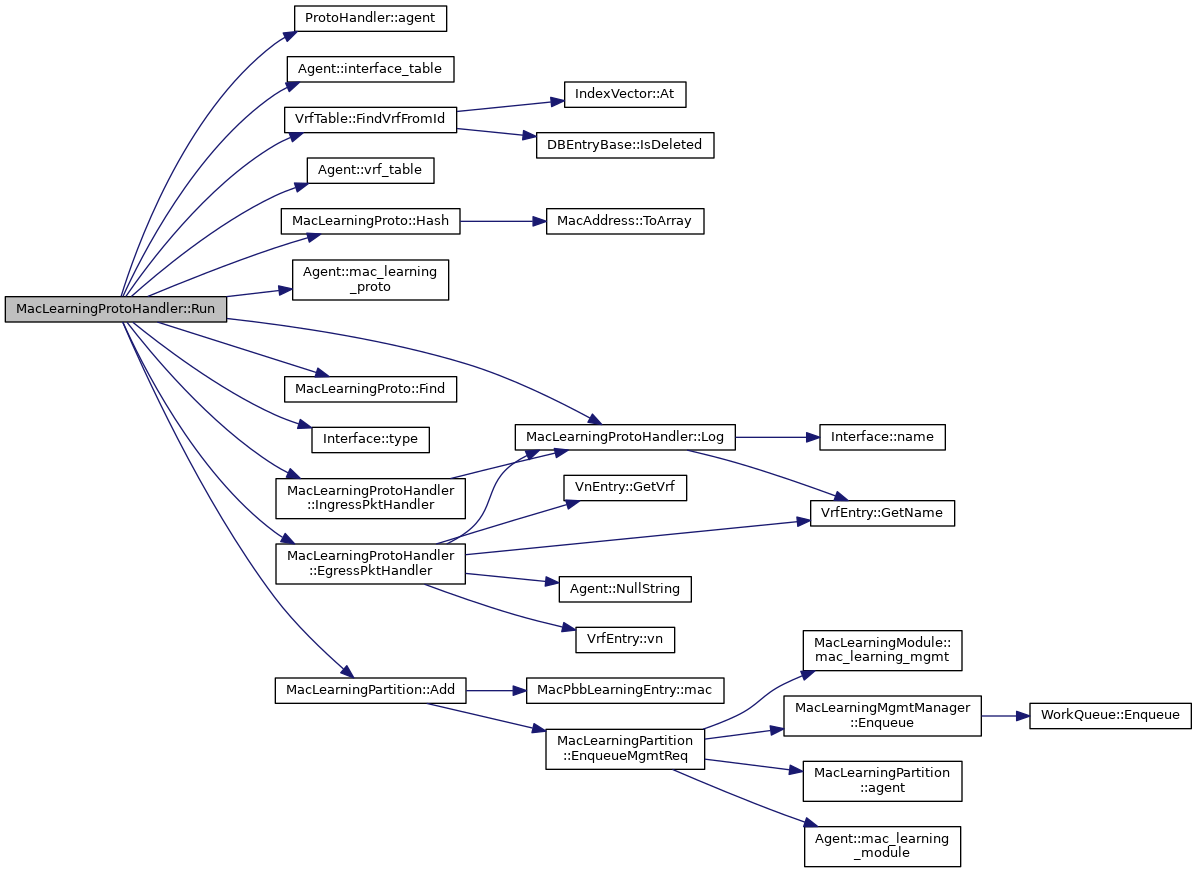 ProtoHandler::agent
Agent::interface_table
IndexVector::At
VrfTable::FindVrfFromId
DBEntryBase::IsDeleted
Agent::vrf_table
MacLearningProto::Hash
MacAddress::ToArray
Agent::mac_learning
_proto
MacLearningProtoHandler::Run
MacLearningProto::Find
Interface::type
MacLearningProtoHandler::Log
Interface::name
MacLearningProtoHandler
::IngressPktHandler
VnEntry::GetVrf
VrfEntry::GetName
MacLearningProtoHandler
::EgressPktHandler
Agent::NullString
VrfEntry::vn
MacLearningModule::
mac_learning_mgmt
MacLearningPartition::Add
MacPbbLearningEntry::mac
MacLearningMgmtManager
::Enqueue
WorkQueue::Enqueue
MacLearningPartition
::EnqueueMgmtReq
MacLearningPartition
::agent
Agent::mac_learning
_module